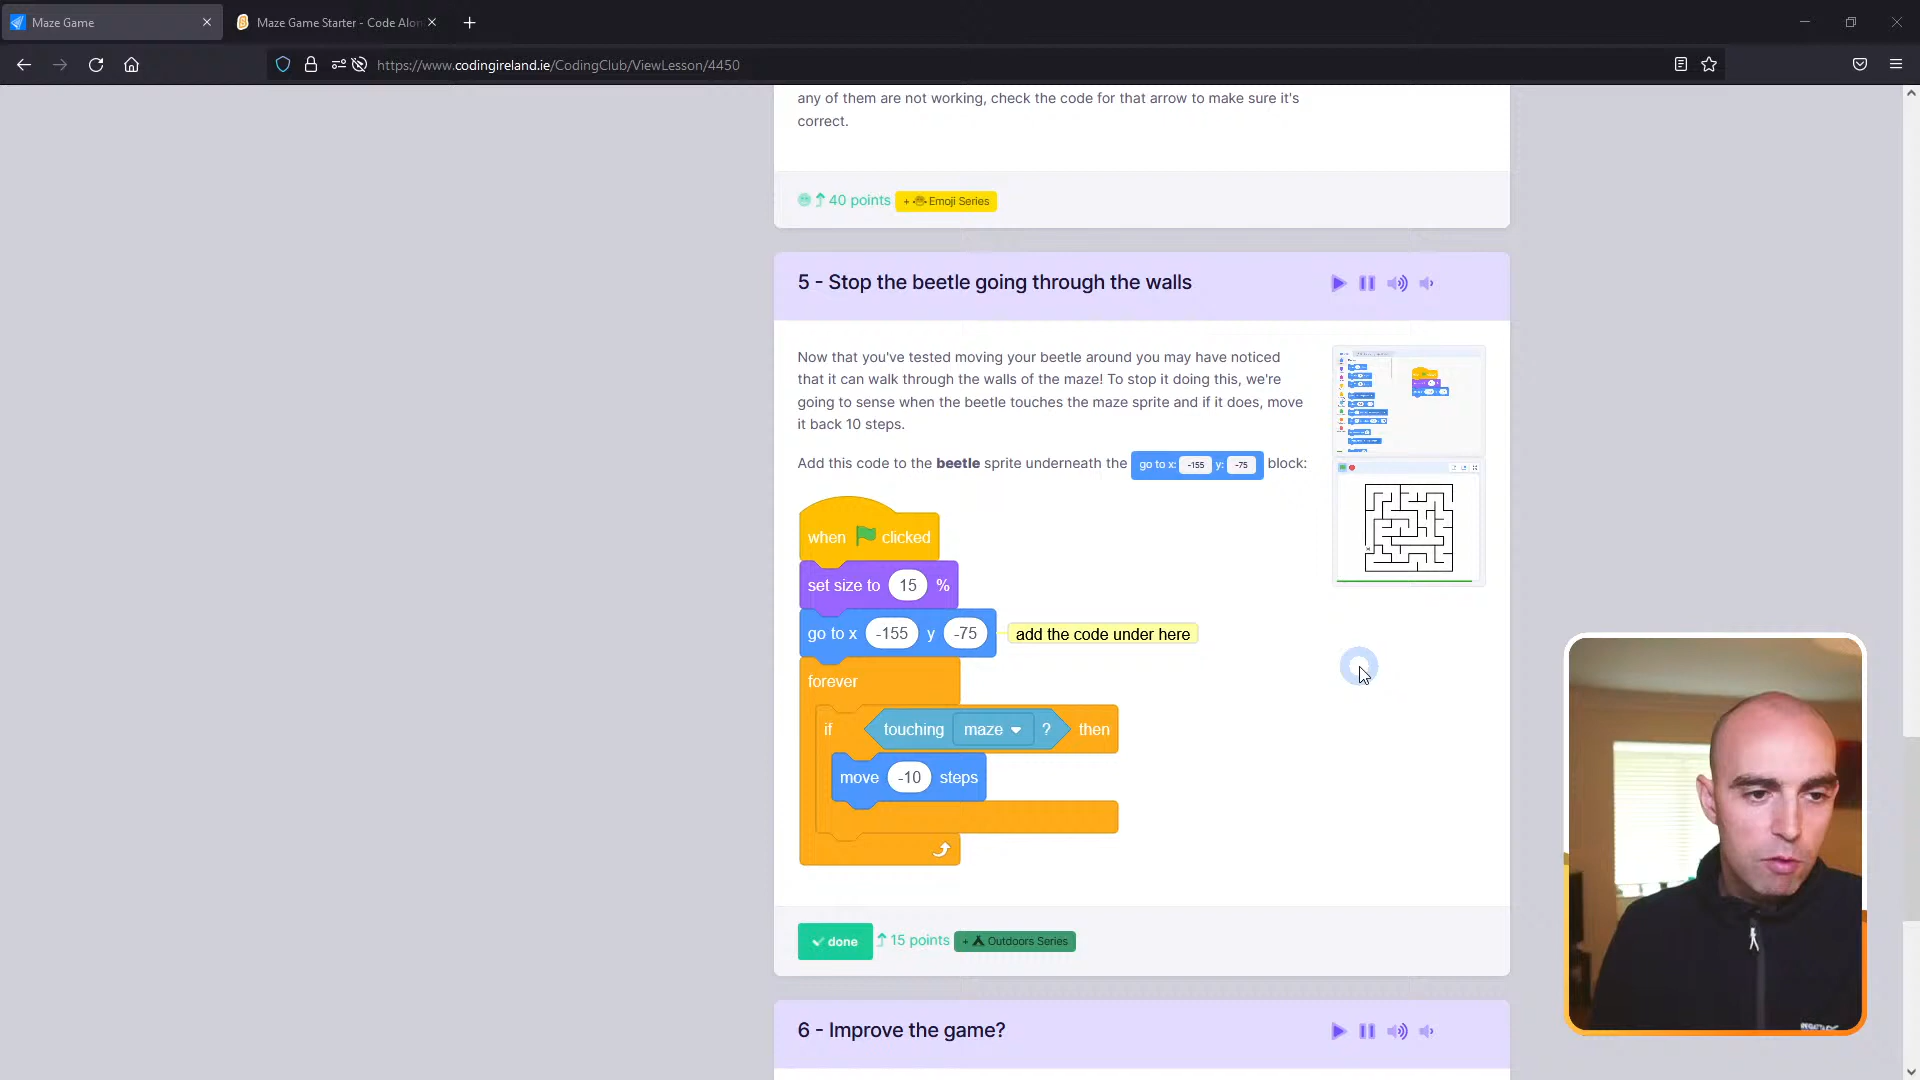 Maze Game
Maze Game Starter - Code Alon
https://www.codingireland.ie/CodingClub/ViewLesson/4450
any of them are not working, check the code for that arrow to make sure it's
correct.
40 points
+ Emoji Series
5 - Stop the beetle going through the walls
Now that you've tested moving your beetle around you may have noticed
that it can walk through the walls of the maze! To stop it doing this, we're
going to sense when the beetle touches the maze sprite and if it does, move
it back 10 steps.
Add this code to the beetle sprite underneath the go to x: -155 y: -75 block:
when clicked
set size to 15 %
go to x -155 y -75
add the code under here
forever
if touching maze ? then
move -10 steps
done
15 points
+ Outdoors Series
6 - Improve the game?